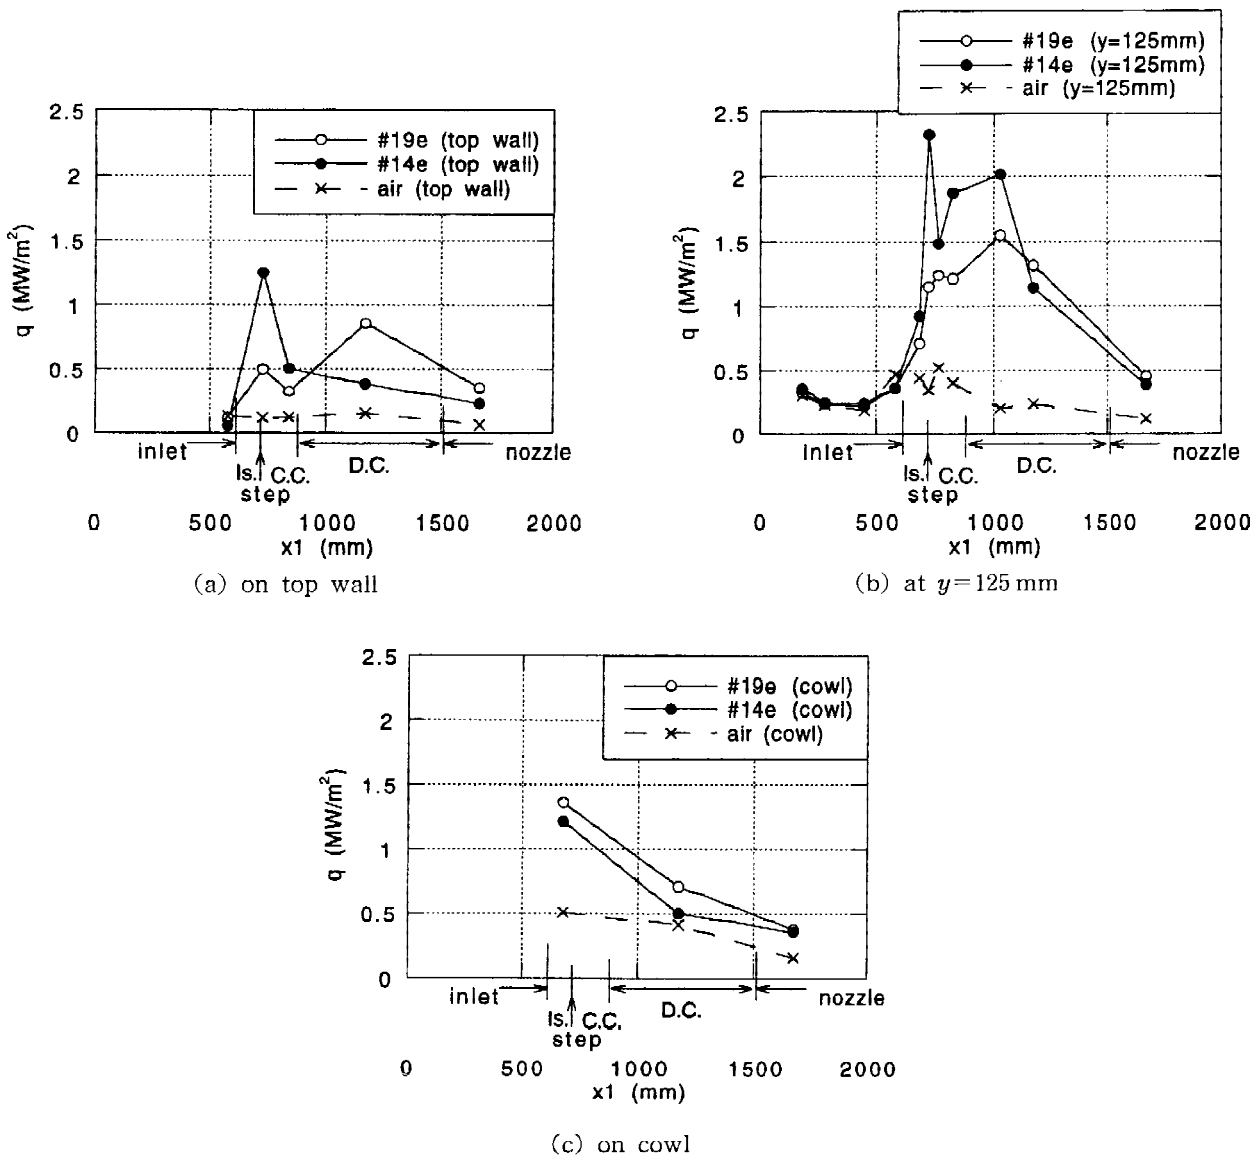 #19e (top wall)
#14e (top wall)
air (top wall)
2.5
2
1.5
1
0.5
0
q (MW/m²)
inlet
Is.
C.C.
step
D.C.
nozzle
0 500 1000 1500 2000
x1 (mm)
(a) on top wall
#19e (y=125mm)
#14e (y=125mm)
air (y=125mm)
2.5
2
1.5
1
0.5
0
q (MW/m²)
inlet
Is.
C.C.
step
D.C.
nozzle
0 500 1000 1500 2000
x1 (mm)
(b) at y=125 mm
#19e (cowl)
#14e (cowl)
air (cowl)
2.5
2
1.5
1
0.5
0
q (MW/m²)
inlet
Is.
C.C.
step
D.C.
nozzle
0 500 1000 1500 2000
x1 (mm)
(c) on cowl